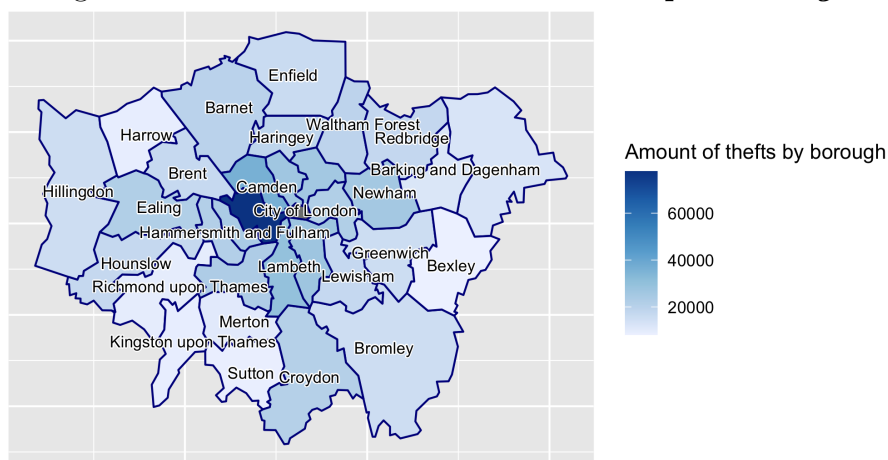 Enfield
Barnet
Waltham Forest
Harrow
Haringey
Redbridge
Barking and Dagenham
Brent
Camden
Hillingdon
Newham
Ealing
City of London
Hammersmith and Fulham
Greenwich
Hounslow
Lambeth
Bexley
Lewisham
Richmond upon Thames
Merton
Kingston upon Thames
Bromley
Sutton
Croydon
Amount of thefts by borough
60000
40000
20000